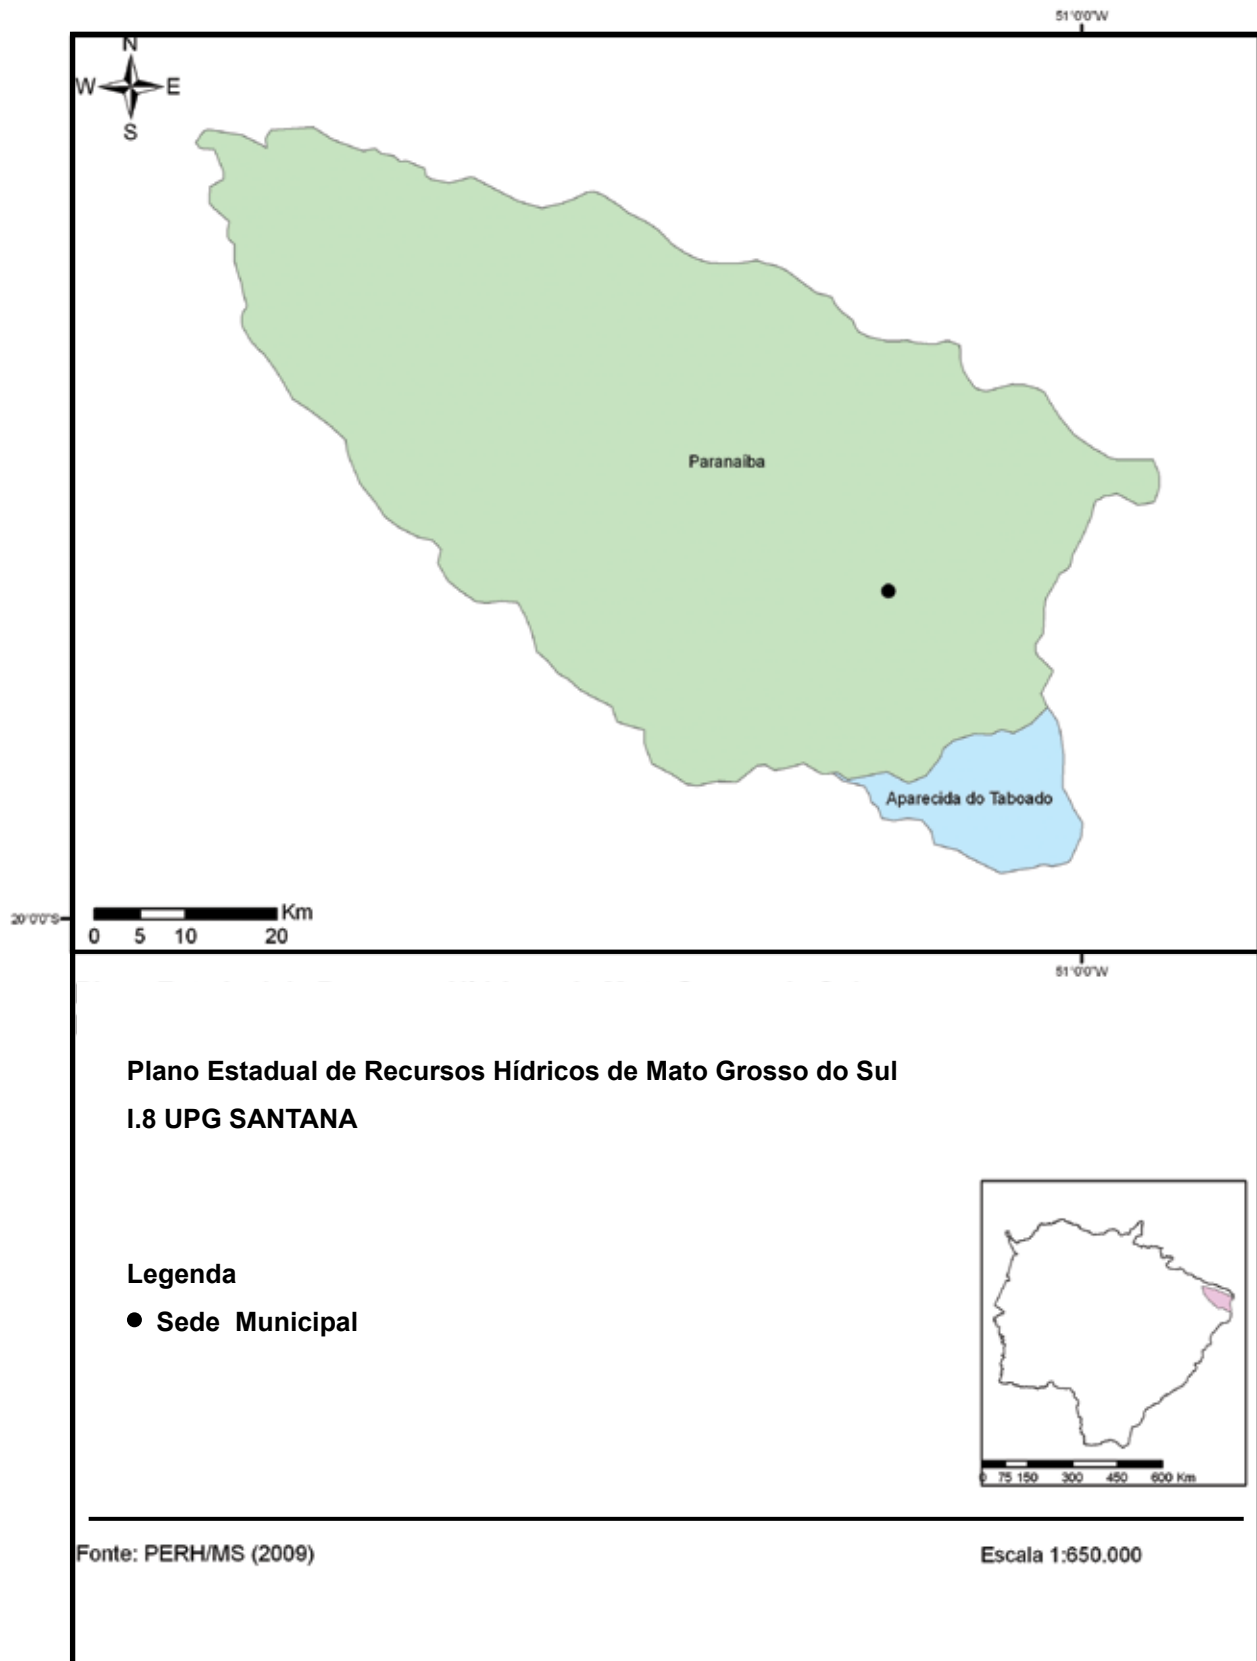 51°0'0"W
N
W E
S
Paranaíba
Aparecida do Taboado
20°0'0"S
Km
0 5 10 20
51°0'0"W
Plano Estadual de Recursos Hídricos de Mato Grosso do Sul
I.8 UPG SANTANA
Legenda
Sede Municipal
0 75 150 300 450 600 Km
Fonte: PERH/MS (2009)
Escala 1:650.000